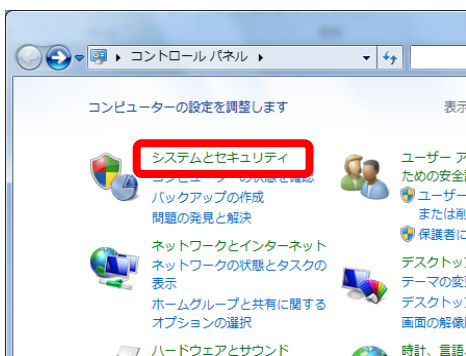 コントロール パネル
コンピューターの設定を調整します
表示
システムとセキュリティ
コンピューターの状態を確認
バックアップの作成
問題の発見と解決
ネットワークとインターネット
ネットワークの状態とタスクの
表示
ホームグループと共有に関する
オプションの選択
ハードウェアとサウンド
ユーザー ア
ための安全
ユーザー
または削
保護者に
デスクトップ
テーマの変
デスクトップ
画面の解像
時計、言語、